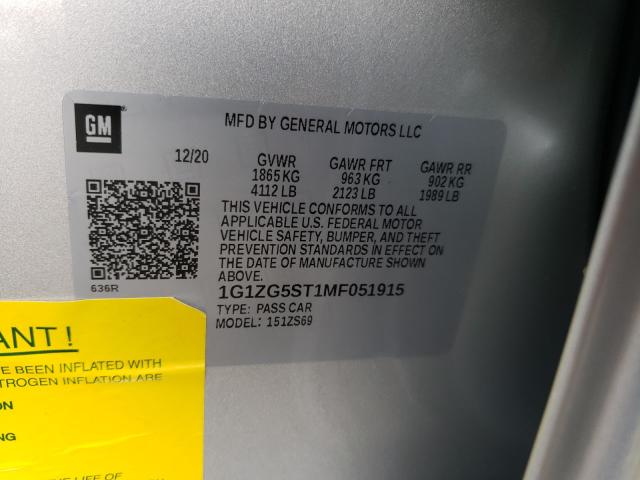 GM
MFD BY GENERAL MOTORS LLC
12/20 GVWR GAWR FRT GAWR RR
1865 KG 963 KG 902 KG
4112 LB 2123 LB 1989 LB
THIS VEHICLE CONFORMS TO ALL
APPLICABLE U.S. FEDERAL MOTOR
VEHICLE SAFETY, BUMPER, AND THEFT
PREVENTION STANDARDS IN EFFECT ON
THE DATE OF MANUFACTURE SHOWN
ABOVE.
636R
1G1ZG5ST1MF051915
TYPE: PASS CAR
MODEL: 151ZS69
ANT!
BEEN INFLATED WITH
TROGEN INFLATION ARE
ON
NG
HE LIFE OF